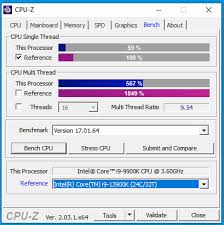 CPU-Z
CPU Mainboard Memory SPD Graphics Bench About
CPU Single Thread
This Processor 59 %
Reference 100 %
CPU Multi Thread
This Processor 567 %
Reference 1849 %
Threads 16 Multi Thread Ratio 9.54
Benchmark Version 17.01.64
Bench CPU Stress CPU Submit and Compare
This Processor Intel® Core™ i9-9900K CPU @ 3.60GHz
Reference Intel(R) Core(TM) i9-13900K (24C/32T)
CPU-Z Ver. 2.03.1.x64 Tools Validate Close